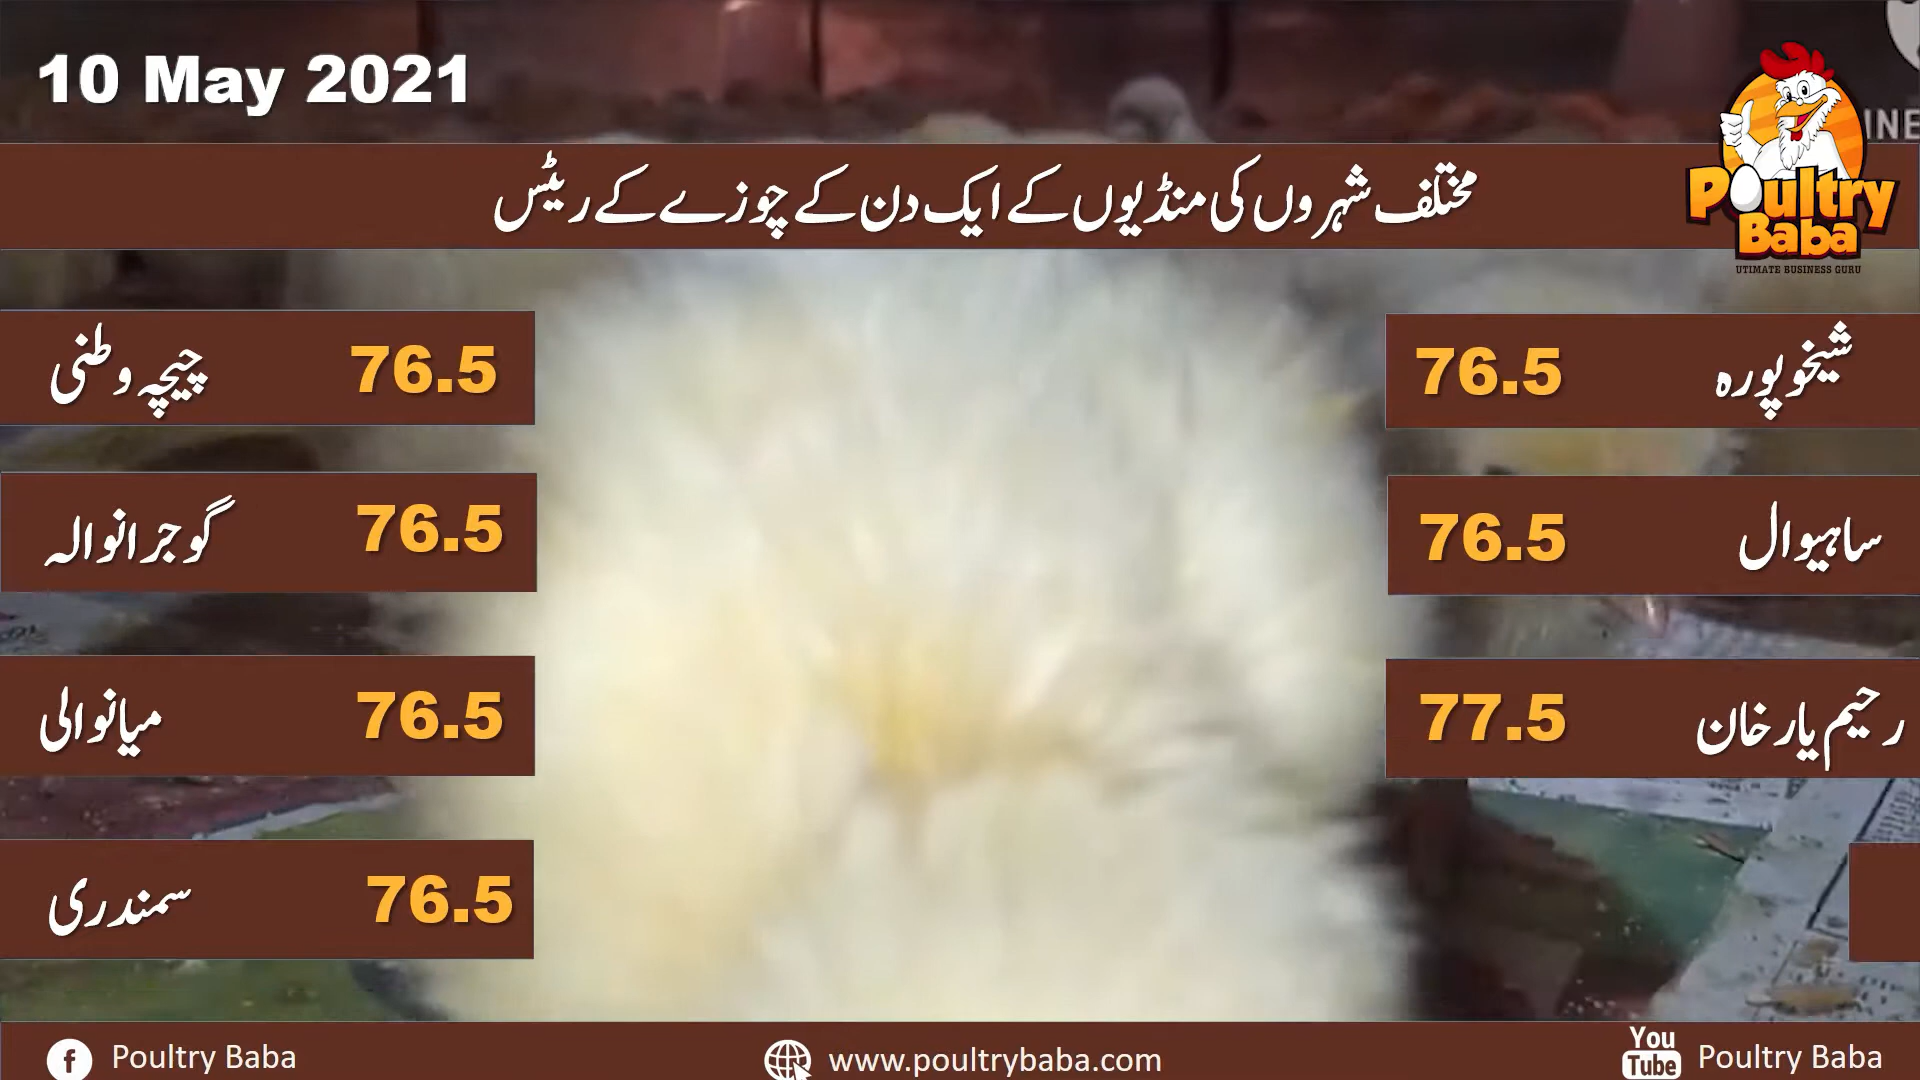 10 May 2021
INE
Poultry
Baba
UTIMATE BUSINESS GURU
مختلف شہروں کی منڈیوں کے ایک دن کے چوزے کے ریٹس
شیخوپورہ 76.5
چیچہ وطنی 76.5
ساہیوال 76.5
گوجرانوالہ 76.5
رحیم یار خان 77.5
میانوالی 76.5
سمندری 76.5
Poultry Baba
www.poultrybaba.com
You Tube Poultry Baba